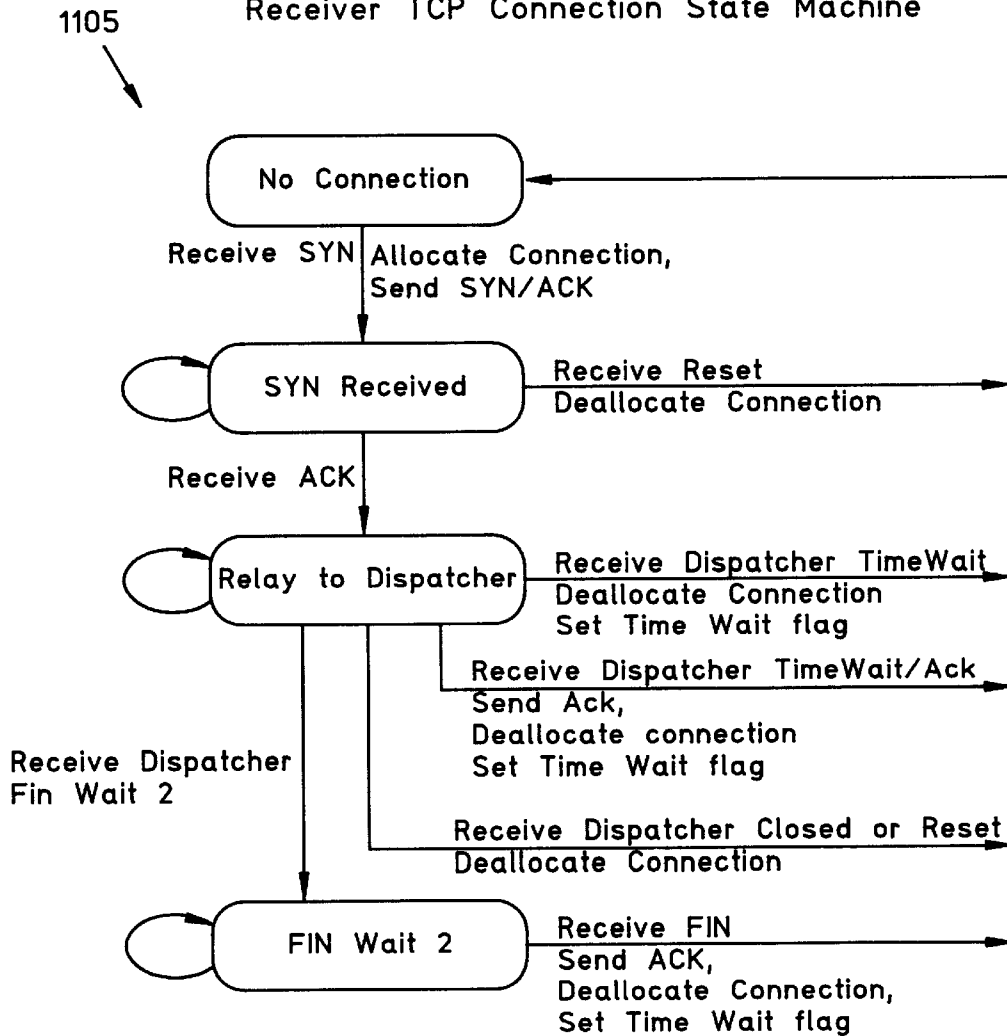 Receiver TCP Connection State Machine
1105
No Connection
Receive SYN
Allocate Connection,
Send SYN/ACK
SYN Received
Receive Reset
Deallocate Connection
Receive ACK
Relay to Dispatcher
Receive Dispatcher TimeWait
Deallocate Connection
Set Time Wait flag
Receive Dispatcher TimeWait/Ack
Send Ack,
Deallocate connection
Set Time Wait flag
Receive Dispatcher
Fin Wait 2
Receive Dispatcher Closed or Reset
Deallocate Connection
FIN Wait 2
Receive FIN
Send ACK,
Deallocate Connection,
Set Time Wait flag